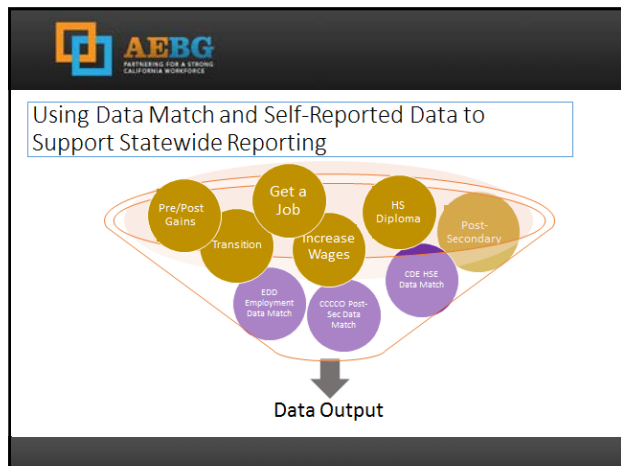 AEBG
PARTNERING FOR A STRONG
CALIFORNIA WORKFORCE
Using Data Match and Self-Reported Data to
Support Statewide Reporting
Pre/Post
Gains
Transition
Get a
Job
Increase
Wages
HS
Diploma
Post-
Secondary
EDD
Employment
Data Match
CCCCO Post-
Sec Data
Match
CDE HSE
Data Match
Data Output